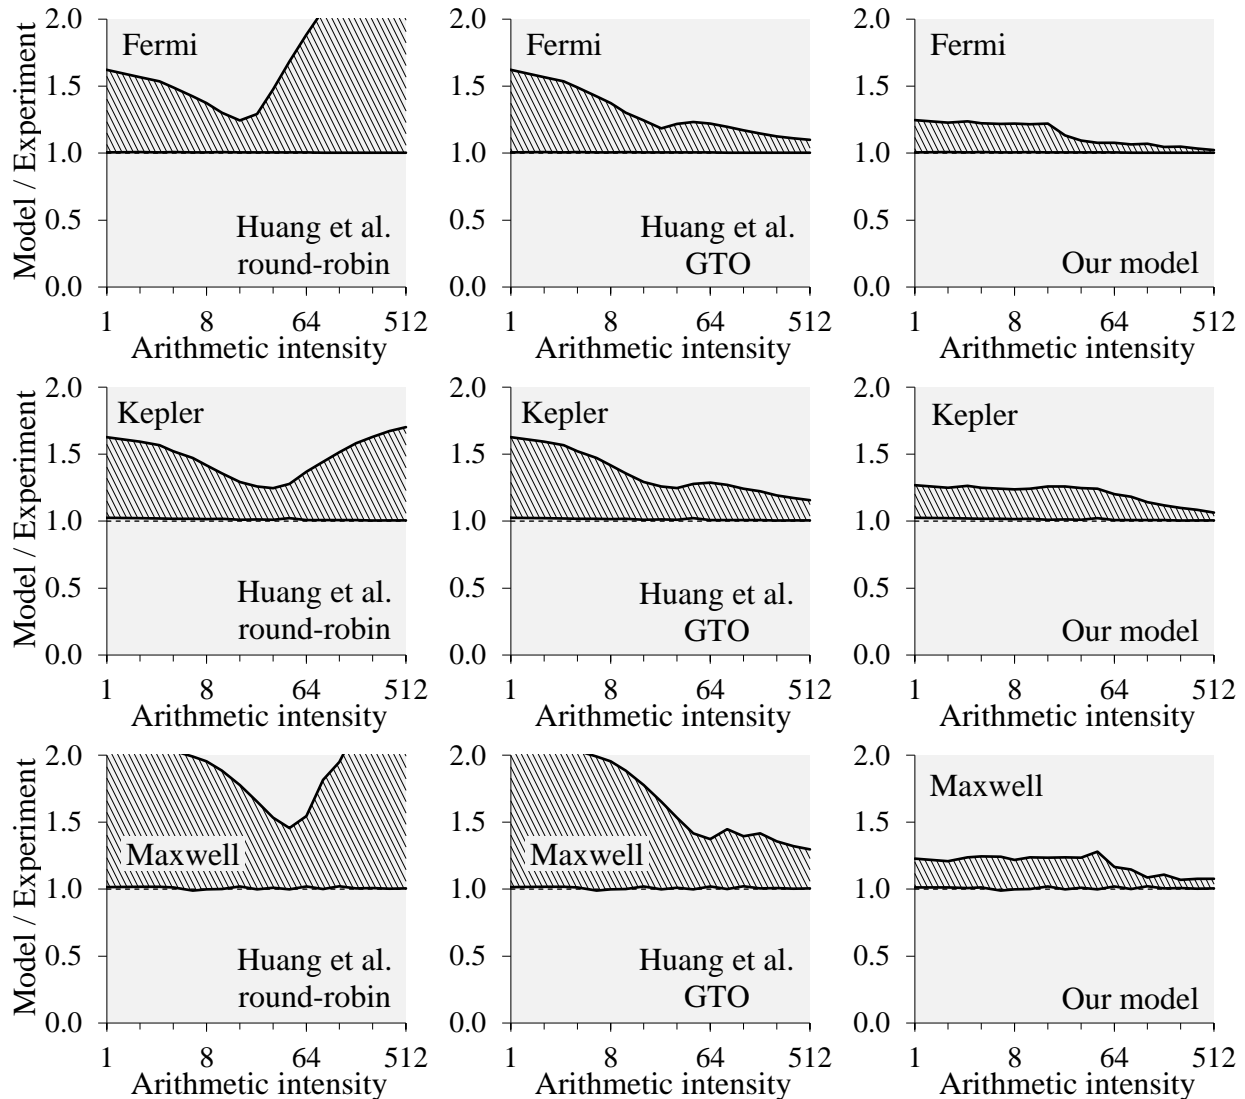 Model / Experiment
2.0
1.5
1.0
0.5
0.0
Fermi
Huang et al.
round-robin
1 8 64 512
Arithmetic intensity
2.0
1.5
1.0
0.5
0.0
Fermi
Huang et al.
GTO
1 8 64 512
Arithmetic intensity
2.0
1.5
1.0
0.5
0.0
Fermi
Our model
1 8 64 512
Arithmetic intensity
Model / Experiment
2.0
1.5
1.0
0.5
0.0
Kepler
Huang et al.
round-robin
1 8 64 512
Arithmetic intensity
2.0
1.5
1.0
0.5
0.0
Kepler
Huang et al.
GTO
1 8 64 512
Arithmetic intensity
2.0
1.5
1.0
0.5
0.0
Kepler
Our model
1 8 64 512
Arithmetic intensity
Model / Experiment
2.0
1.5
1.0
0.5
0.0
Maxwell
Huang et al.
round-robin
1 8 64 512
Arithmetic intensity
2.0
1.5
1.0
0.5
0.0
Maxwell
Huang et al.
GTO
1 8 64 512
Arithmetic intensity
2.0
1.5
1.0
0.5
0.0
Maxwell
Our model
1 8 64 512
Arithmetic intensity